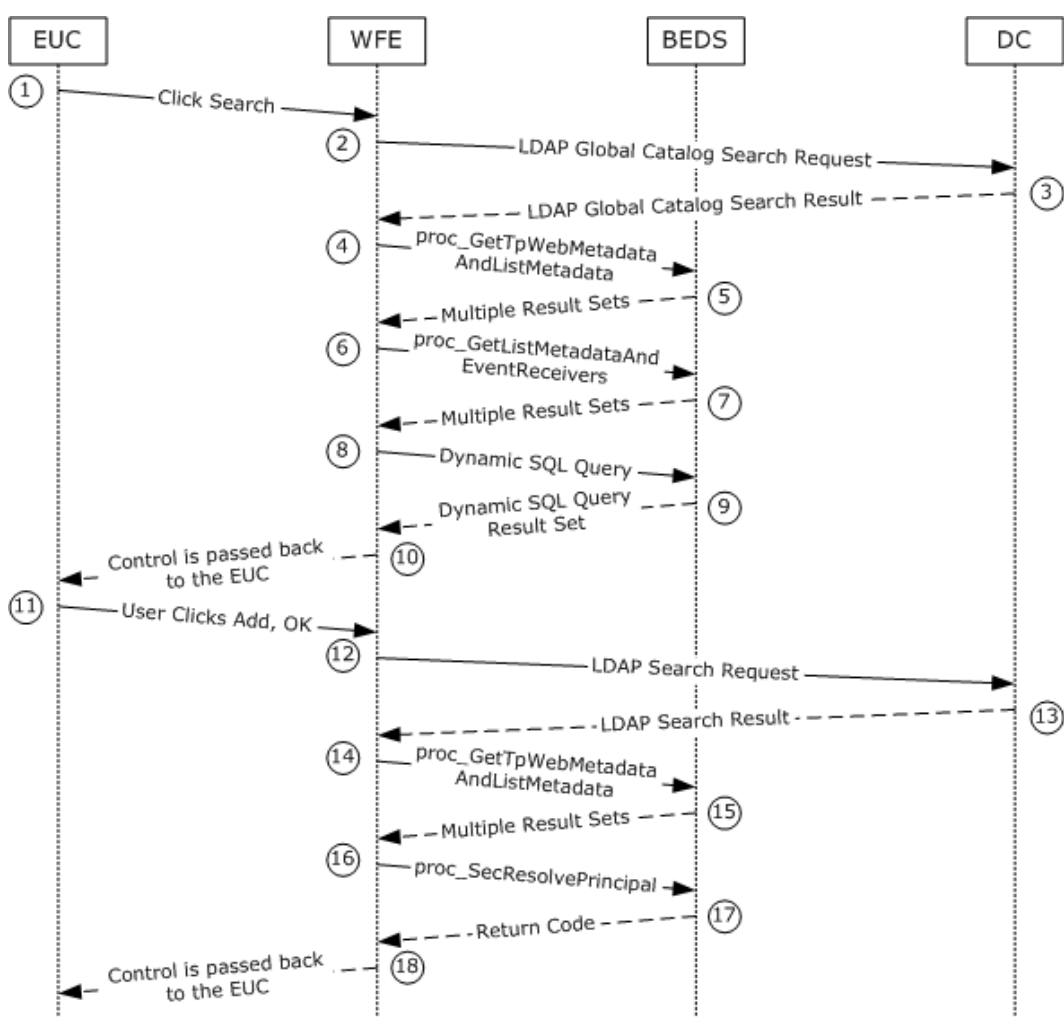 EUC
WFE
BEDS
DC
1
Click Search
2
LDAP Global Catalog Search Request
3
LDAP Global Catalog Search Result
4
proc_GetTpWebMetadata
AndListMetadata
5
Multiple Result Sets
6
proc_GetListMetadataAnd
EventReceivers
7
Multiple Result Sets
8
Dynamic SQL Query
9
Dynamic SQL Query
Result Set
10
Control is passed back
to the EUC
11
User Clicks Add, OK
12
LDAP Search Request
13
LDAP Search Result
14
proc_GetTpWebMetadata
AndListMetadata
15
Multiple Result Sets
16
proc_SecResolvePrincipal
17
Return Code
18
Control is passed back
to the EUC